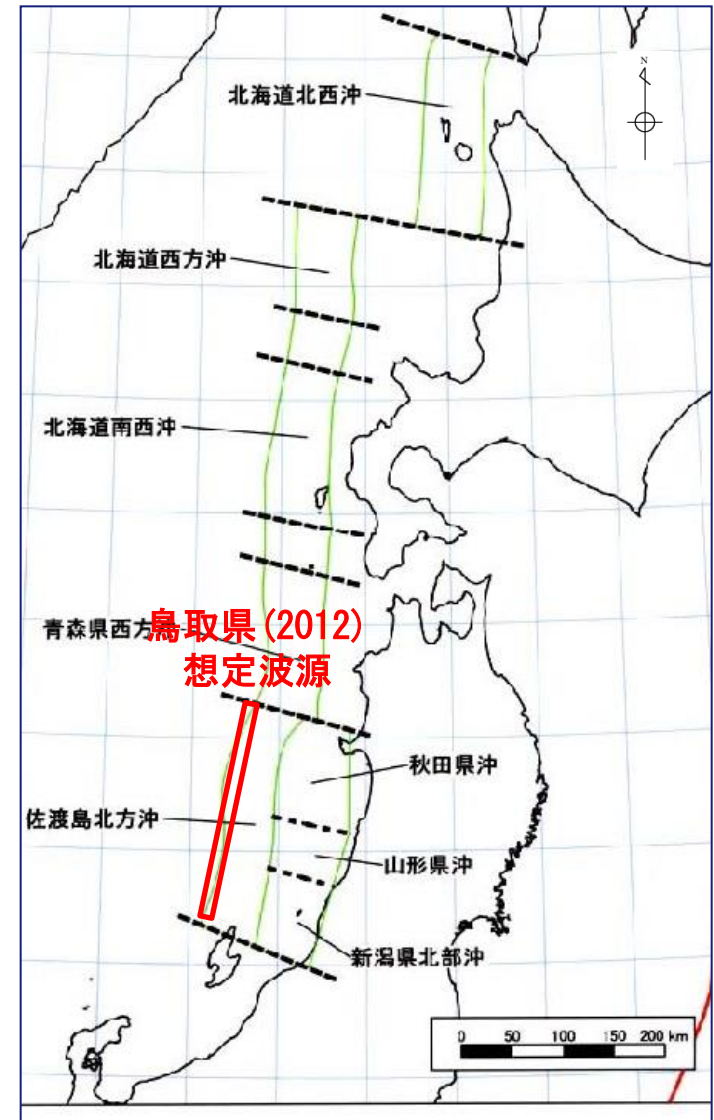 N
北海道北西沖
北海道西方沖
北海道南西沖
青森県西方
鳥取県(2012)
想定波源
秋田県沖
佐渡島北方沖
山形県沖
新潟県北部沖
0 50 100 150 200 km